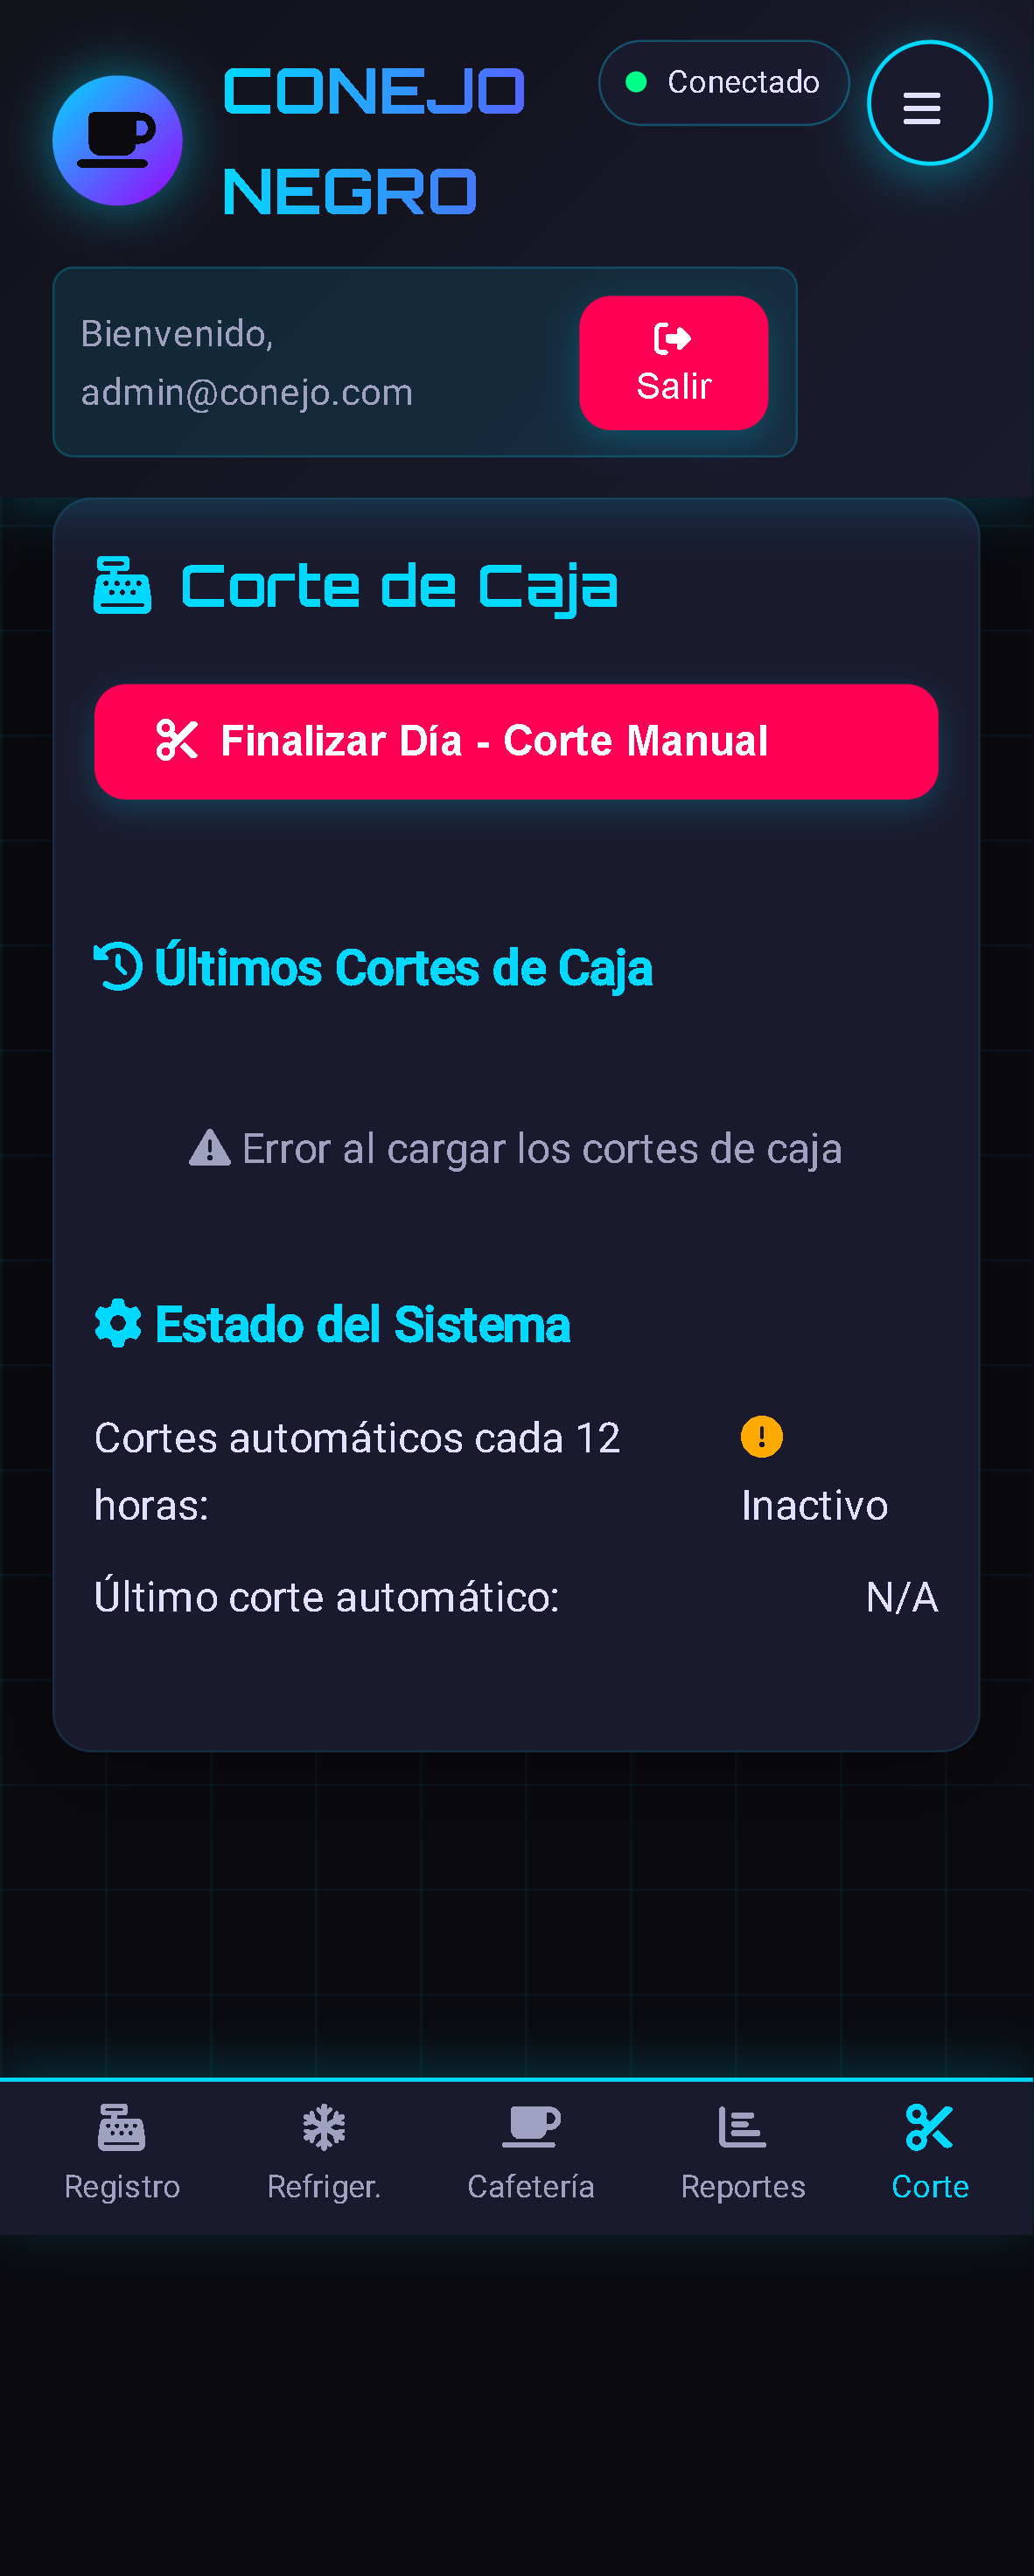 CONEJO
NEGRO
Conectado
Bienvenido,
admin@conejo.com
Salir
Corte de Caja
Finalizar Día - Corte Manual
Últimos Cortes de Caja
Error al cargar los cortes de caja
Estado del Sistema
Cortes automáticos cada 12
horas:
Inactivo
Último corte automático:
N/A
Registro
Refriger.
Cafetería
Reportes
Corte